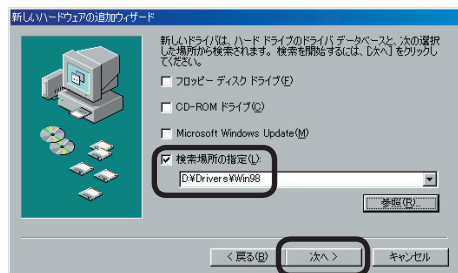 新しいハードウェアの追加ウィザード
新しいドライバは、ハード ドライブのドライバ データベースと、次の選択
した場所から検索されます。検索を開始するには、[次へ] をクリックし
てください。
フロッピー ディスク ドライブ(F)
CD-ROM ドライブ(C)
Microsoft Windows Update(M)
検索場所の指定(L):
D:¥Drivers¥Win98
参照(R)...
< 戻る(B)
次へ >
キャンセル